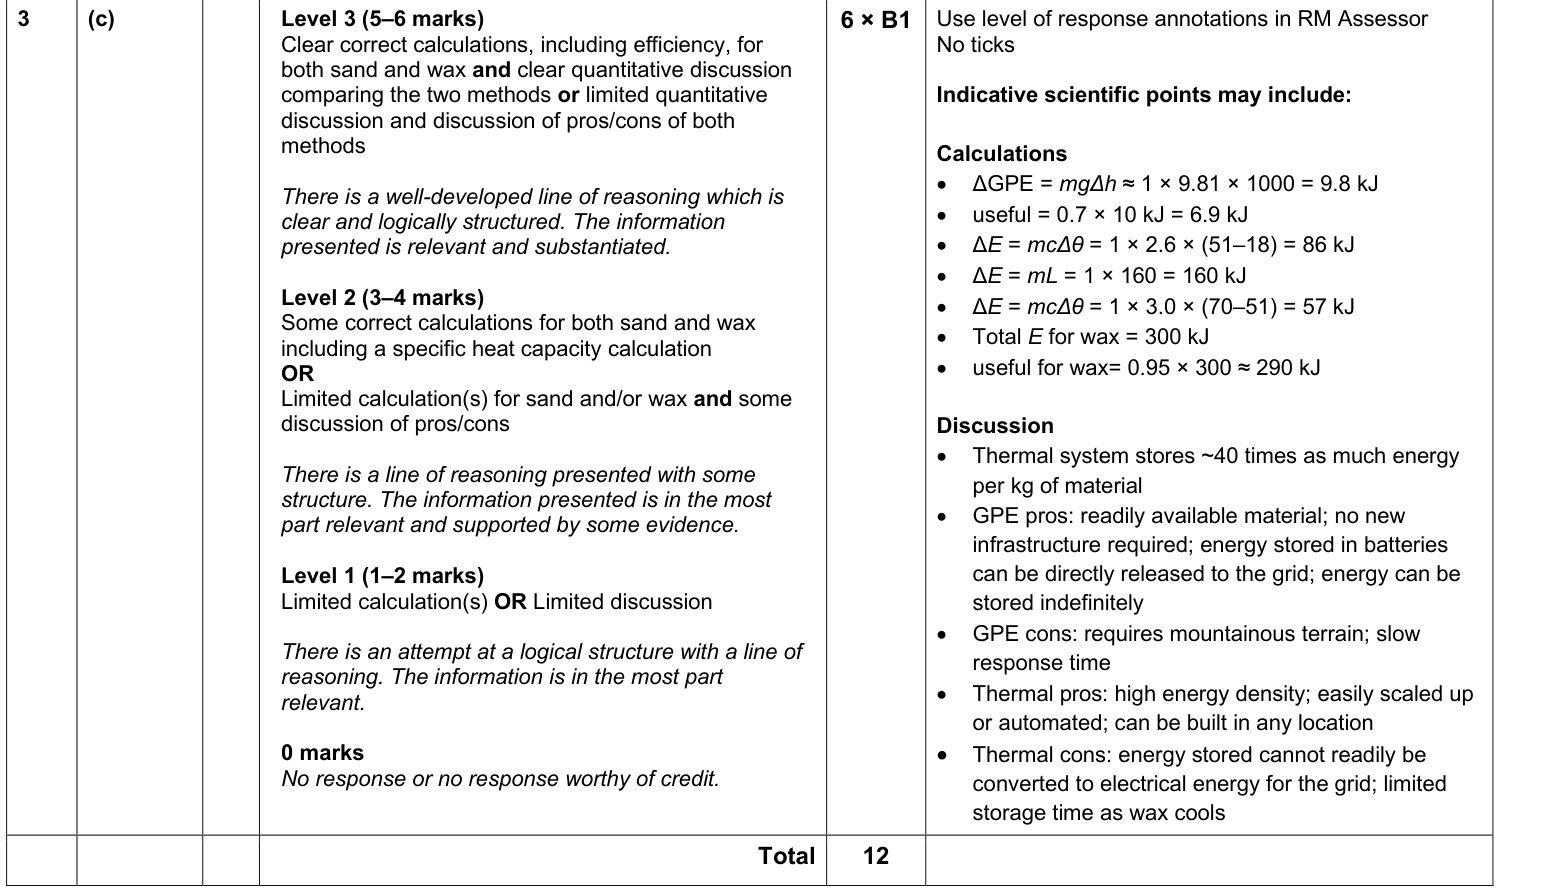 3
(c)
Level 3 (5–6 marks)
Clear correct calculations, including efficiency, for
both sand and wax and clear quantitative discussion
comparing the two methods or limited quantitative
discussion and discussion of pros/cons of both
methods
There is a well-developed line of reasoning which is
clear and logically structured. The information
presented is relevant and substantiated.
Level 2 (3–4 marks)
Some correct calculations for both sand and wax
including a specific heat capacity calculation
OR
Limited calculation(s) for sand and/or wax and some
discussion of pros/cons
There is a line of reasoning presented with some
structure. The information presented is in the most
part relevant and supported by some evidence.
Level 1 (1–2 marks)
Limited calculation(s) OR Limited discussion
There is an attempt at a logical structure with a line of
reasoning. The information is in the most part
relevant.
0 marks
No response or no response worthy of credit.
6 × B1
Use level of response annotations in RM Assessor
No ticks
Indicative scientific points may include:
Calculations
• ΔGPE = mgΔh ≈ 1 × 9.81 × 1000 = 9.8 kJ
• useful = 0.7 × 10 kJ = 6.9 kJ
• ΔE = mcΔθ = 1 × 2.6 × (51–18) = 86 kJ
• ΔE = mL = 1 × 160 = 160 kJ
• ΔE = mcΔθ = 1 × 3.0 × (70–51) = 57 kJ
• Total E for wax = 300 kJ
• useful for wax= 0.95 × 300 ≈ 290 kJ
Discussion
• Thermal system stores ~40 times as much energy
per kg of material
• GPE pros: readily available material; no new
infrastructure required; energy stored in batteries
can be directly released to the grid; energy can be
stored indefinitely
• GPE cons: requires mountainous terrain; slow
response time
• Thermal pros: high energy density; easily scaled up
or automated; can be built in any location
• Thermal cons: energy stored cannot readily be
converted to electrical energy for the grid; limited
storage time as wax cools
Total
12